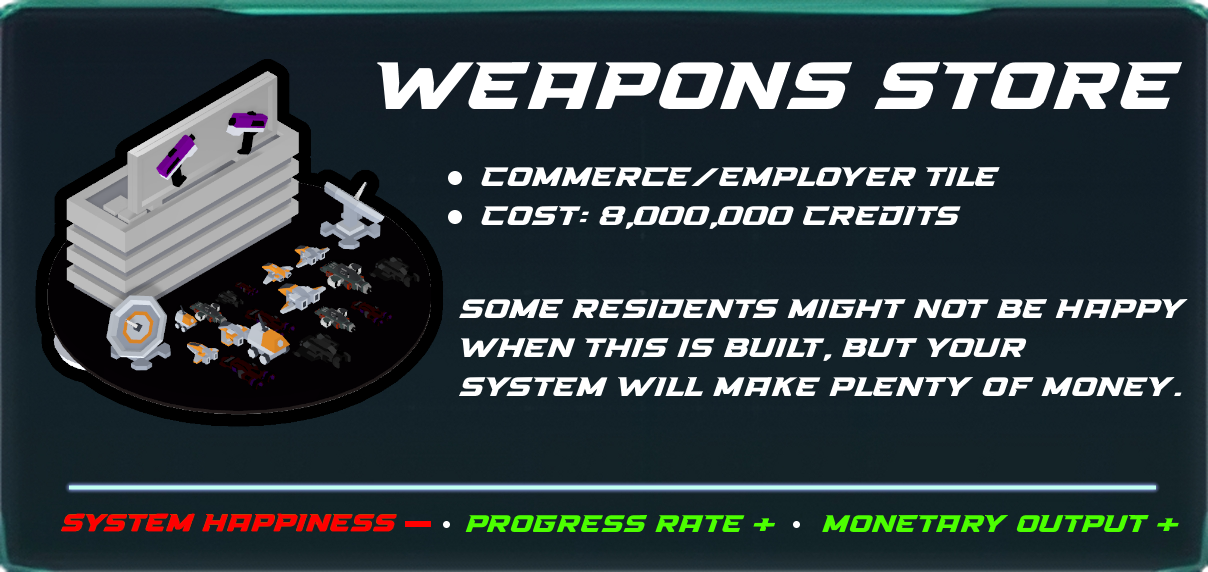 WEAPONS STORE
• COMMERCE/EMPLOYER TILE
• COST: 8,000,000 CREDITS
SOME RESIDENTS MIGHT NOT BE HAPPY
WHEN THIS IS BUILT, BUT YOUR
SYSTEM WILL MAKE PLENTY OF MONEY.
SYSTEM HAPPINESS — • PROGRESS RATE + • MONETARY OUTPUT +